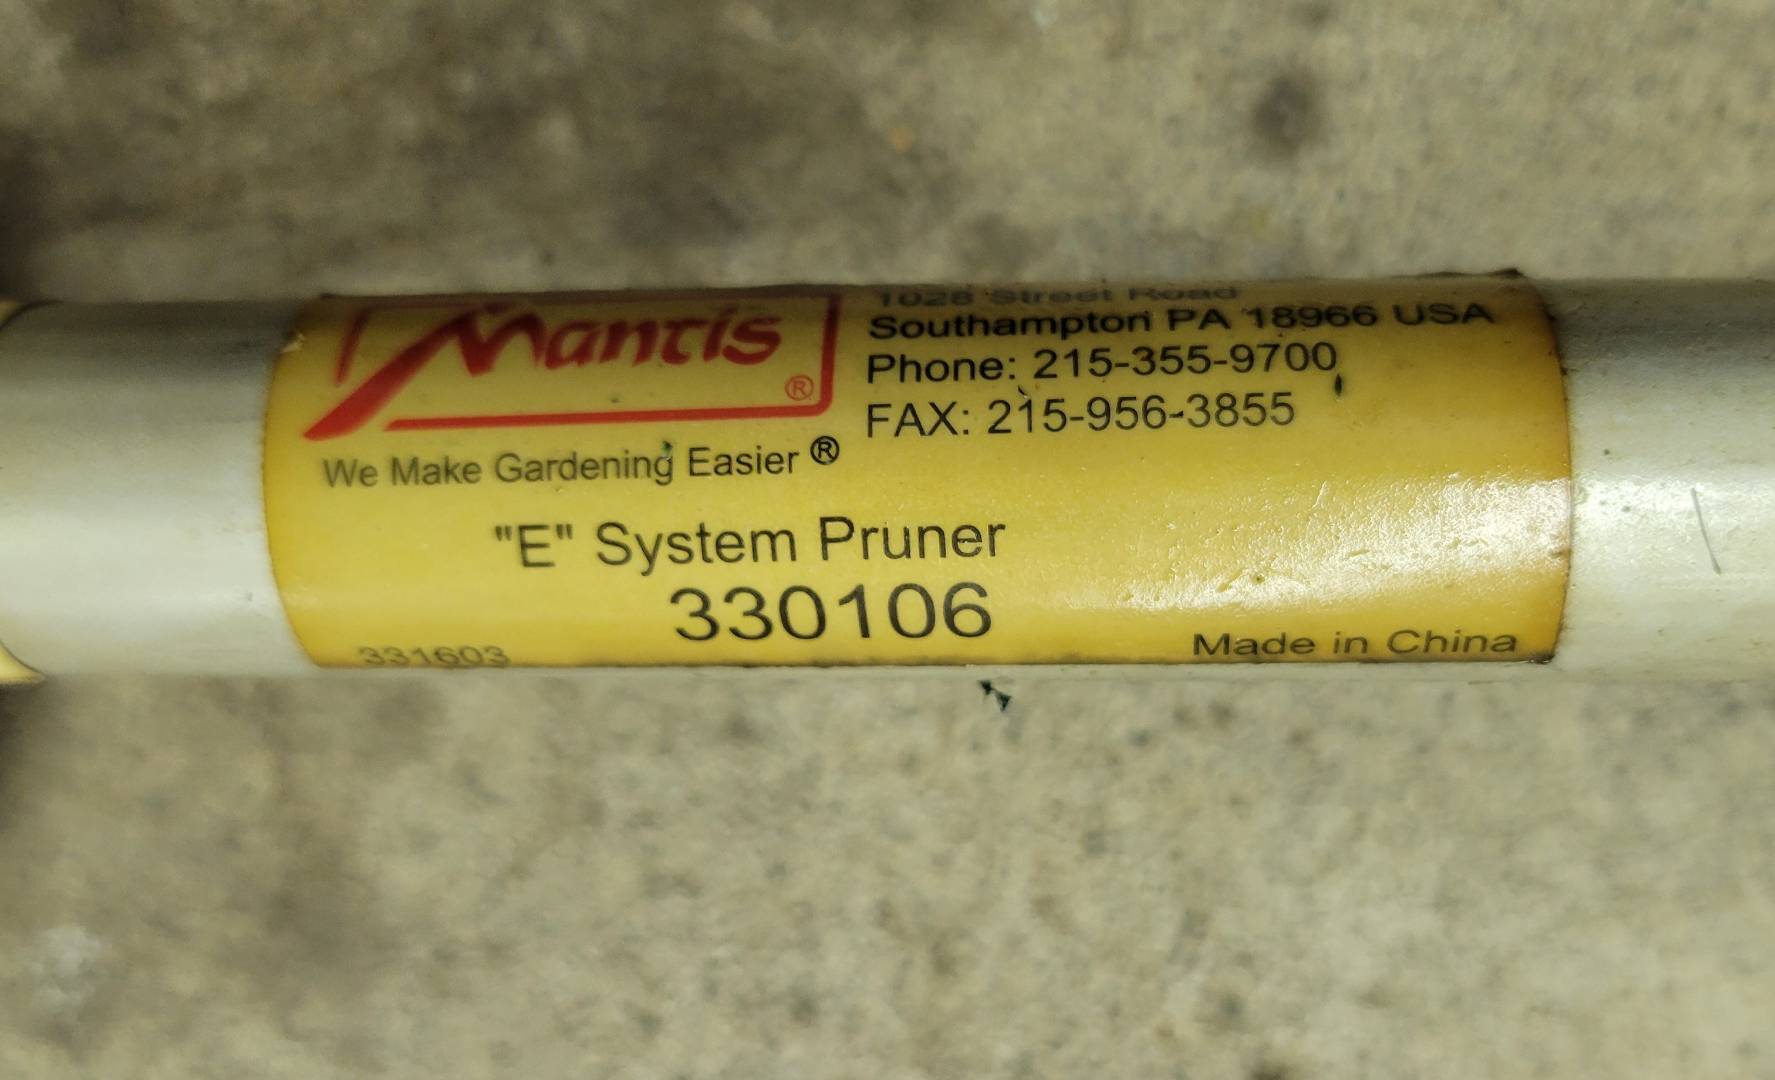 Mantis ®
1028 Street Road
Southampton PA 18966 USA
Phone: 215-355-9700
FAX: 215-956-3855
We Make Gardening Easier ®
"E" System Pruner
330106
331603
Made in China